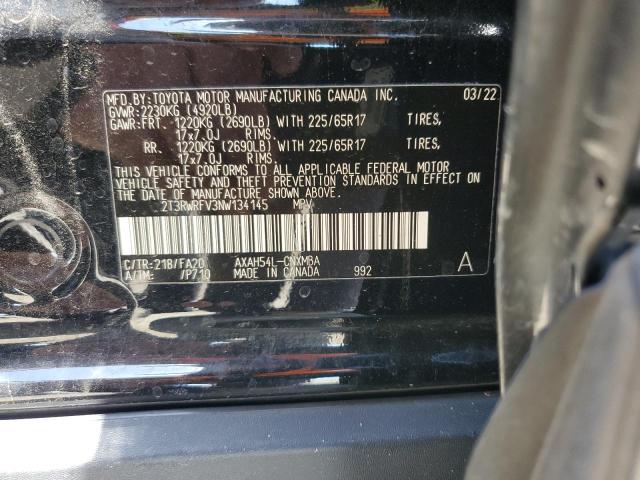 MFD.BY:TOYOTA MOTOR MANUFACTURING CANADA INC. 03/22
GVWR:2230KG (4920LB)
GAWR:FRT. 1220KG (2690LB) WITH 225/65R17 TIRES,
17x7.0J RIMS.
RR. 1220KG (2690LB) WITH 225/65R17 TIRES,
17x7.0J RIMS.
THIS VEHICLE CONFORMS TO ALL APPLICABLE FEDERAL MOTOR
VEHICLE SAFETY AND THEFT PREVENTION STANDARDS IN EFFECT ON
THE DATE OF MANUFACTURE SHOWN ABOVE.
2T3RWRFV3NW134145 MPV
C/TR:21B/FA20 AXAH54L-CNXMBA
A/TM: /P710 MADE IN CANADA 992 A